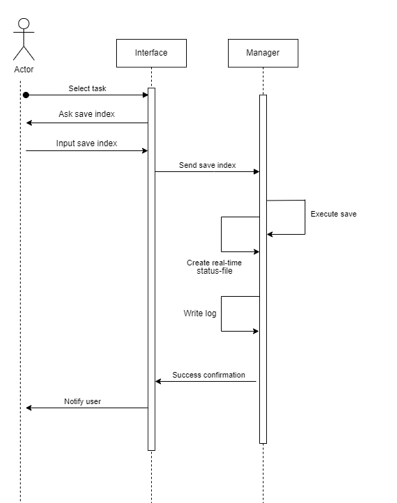 Interface
Manager
Actor
Select task
Ask save index
Input save index
Send save index
Execute save
Create real-time
status-file
Write log
Success confirmation
Notify user